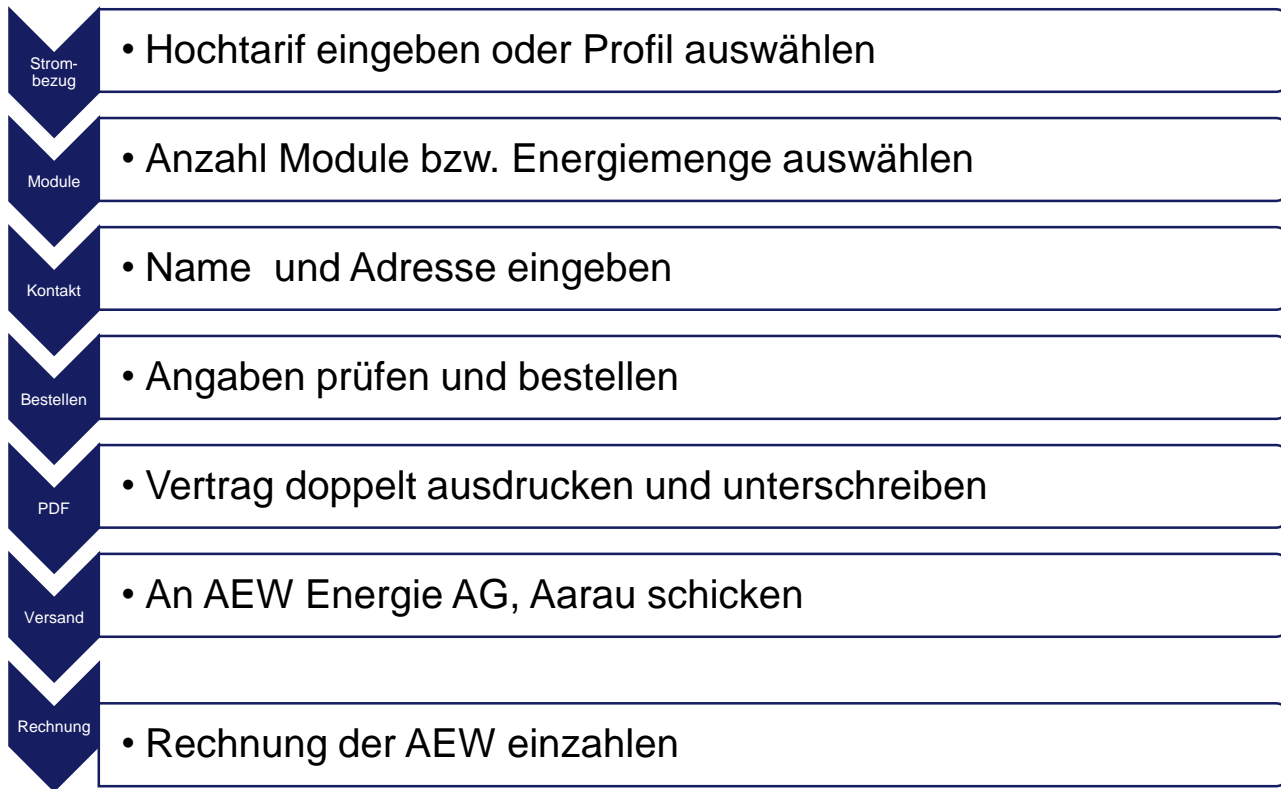 Strom-
bezug
• Hochtarif eingeben oder Profil auswählen
Module
• Anzahl Module bzw. Energiemenge auswählen
Kontakt
• Name  und Adresse eingeben
Bestellen
• Angaben prüfen und bestellen
PDF
• Vertrag doppelt ausdrucken und unterschreiben
Versand
• An AEW Energie AG, Aarau schicken
Rechnung
• Rechnung der AEW einzahlen